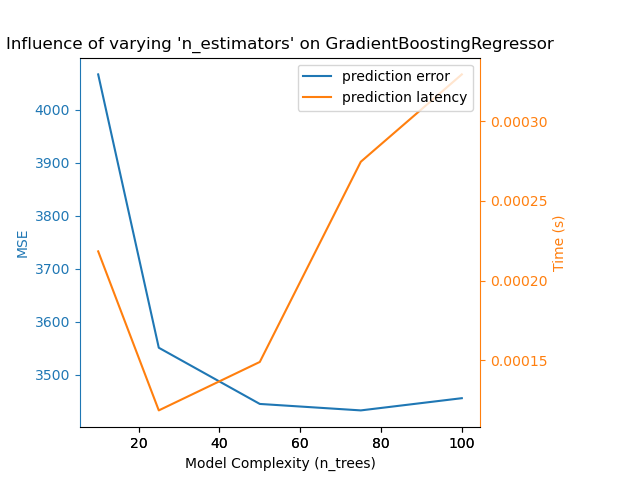 Influence of varying 'n_estimators' on GradientBoostingRegressor
prediction error
prediction latency
4000
3900
3800
3700
3600
3500
MSE
0.00030
0.00025
0.00020
0.00015
Time (s)
20 40 60 80 100
Model Complexity (n_trees)